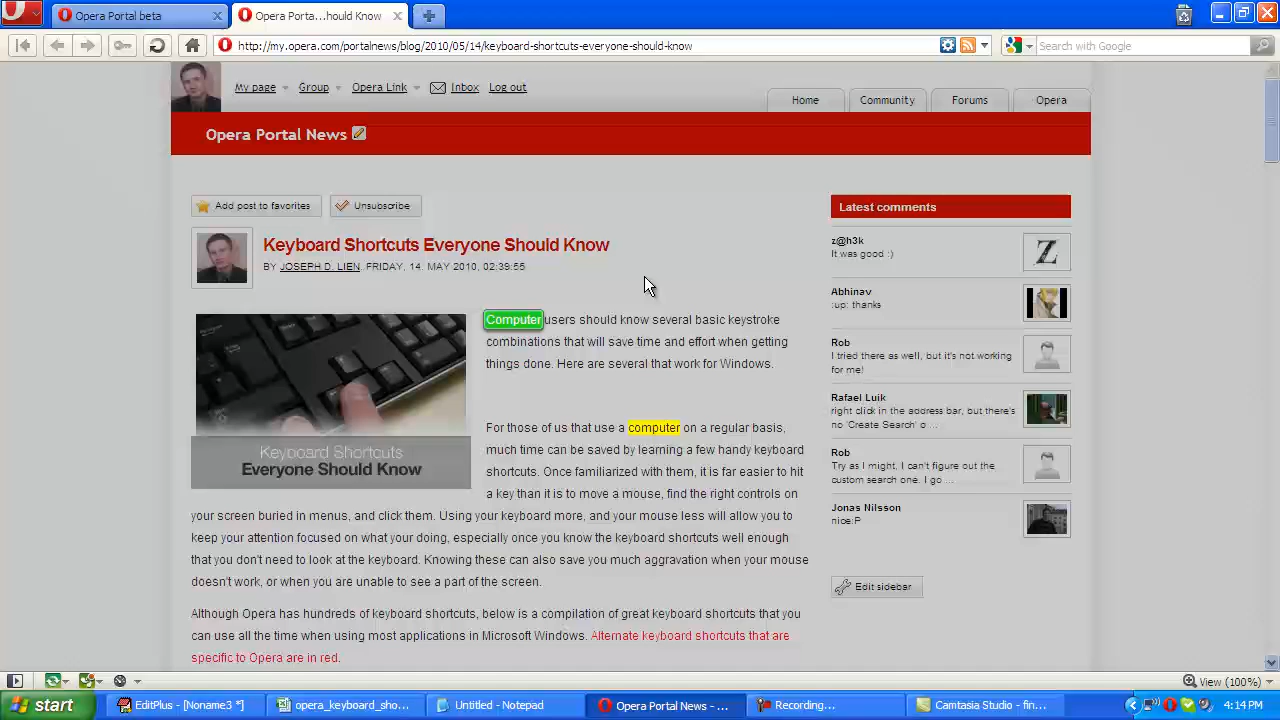 Opera Portal beta
Opera Porta...hould Know
http://my.opera.com/portalnews/blog/2010/05/14/keyboard-shortcuts-everyone-should-know
Search with Google
My page
Group
Opera Link
Inbox
Log out
Home
Community
Forums
Opera
Opera Portal News
Add post to favorites
Unsubscribe
Keyboard Shortcuts Everyone Should Know
BY JOSEPH D. LIEN. FRIDAY, 14. MAY 2010, 02:39:55
Keyboard Shortcuts
Everyone Should Know
Computer users should know several basic keystroke
combinations that will save time and effort when getting
things done. Here are several that work for Windows.
For those of us that use a computer on a regular basis,
much time can be saved by learning a few handy keyboard
shortcuts. Once familiarized with them, it is far easier to hit
a key than it is to move a mouse, find the right controls on
your screen buried in menus, and click them. Using your keyboard more, and your mouse less will allow you to
keep your attention focused on what your doing, especially once you know the keyboard shortcuts well enough
that you don't need to look at the keyboard. Knowing these can also save you much aggravation when your mouse
doesn't work, or when you are unable to see a part of the screen.
Although Opera has hundreds of keyboard shortcuts, below is a compilation of great keyboard shortcuts that you
can use all the time when using most applications in Microsoft Windows. Alternate keyboard shortcuts that are
specific to Opera are in red.
Latest comments
z@h3k
It was good :)
Z
Abhinav
:up: thanks
Rob
I tried there as well, but it's not working
for me!
Rafael Luik
right click in the address bar, but there's
no 'Create Search' o ...
Rob
Try as I might, I can't figure out the
custom search one. I go ...
Jonas Nilsson
nice:P
Edit sidebar
View (100%)
start
EditPlus - [Noname3 *]
opera_keyboard_sho...
Untitled - Notepad
Opera Portal News - ...
Recording...
Camtasia Studio - fin...
4:14 PM